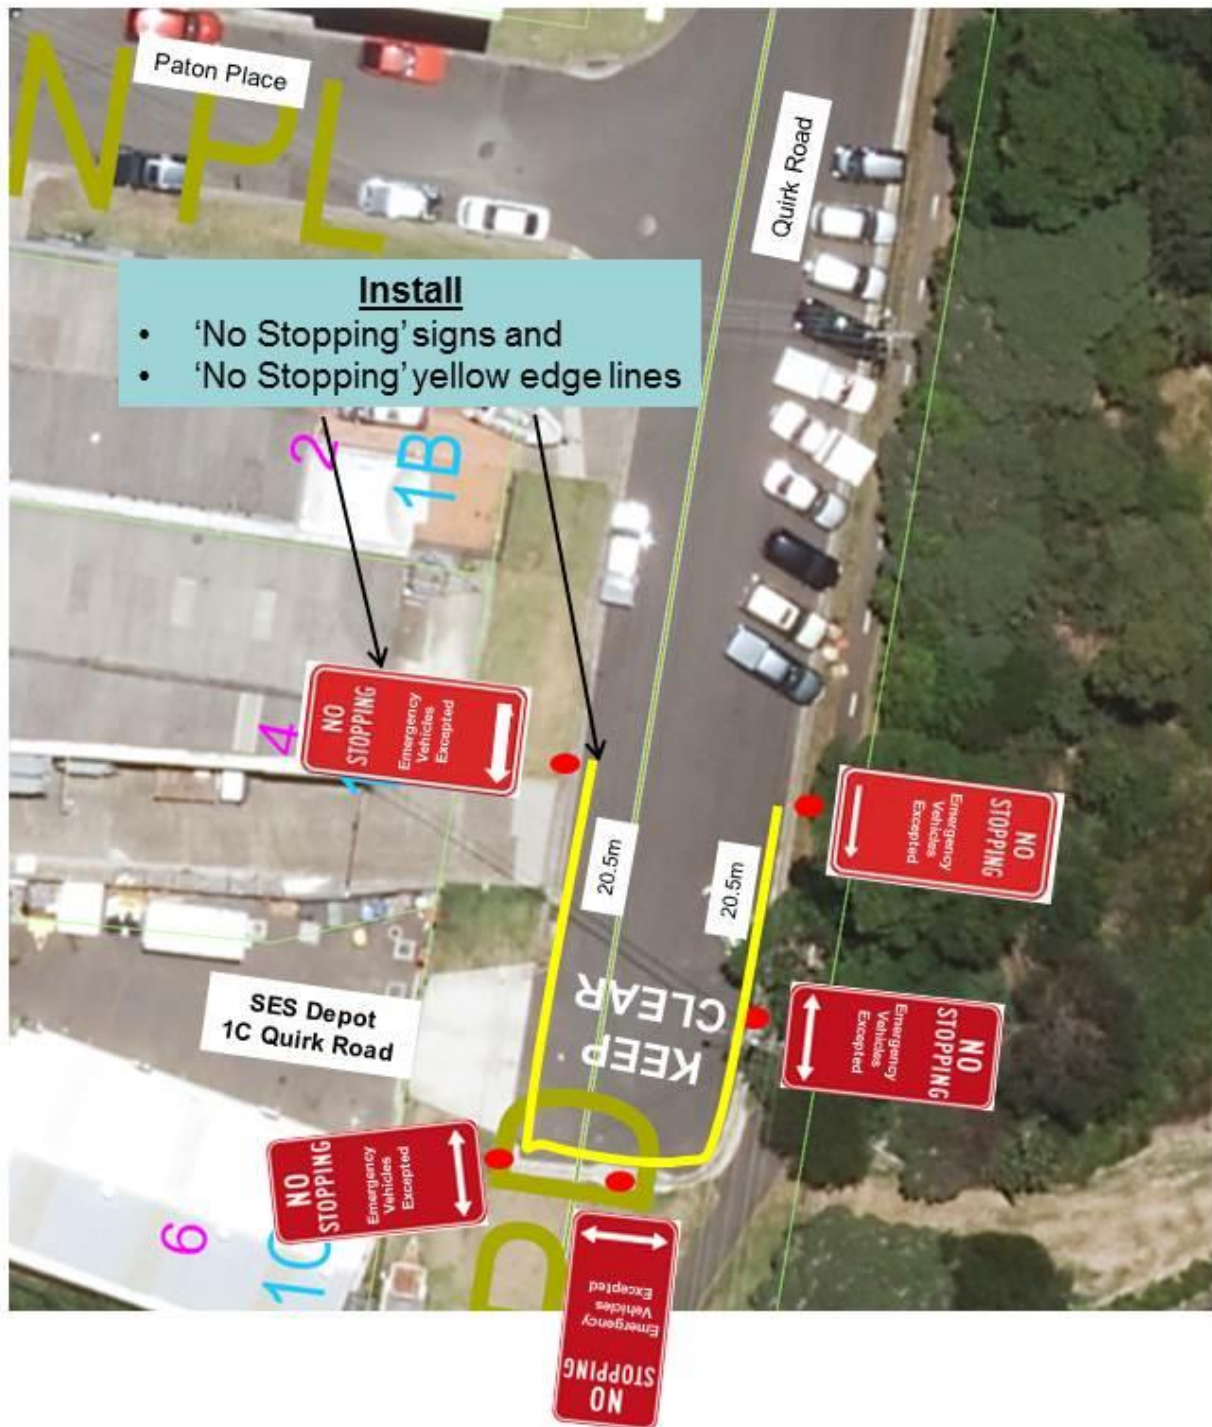 Paton Place
N PL
Quirk Road
Install
• ‘No Stopping’ signs and
• ‘No Stopping’ yellow edge lines
2
1B
4
NO
STOPPING
Emergency
Vehicles
Excepted
20.5m
20.5m
NO
STOPPING
Emergency
Vehicles
Excepted
SES Depot
1C Quirk Road
KEEP
CLEAR
NO
STOPPING
Emergency
Vehicles
Excepted
NO
STOPPING
Emergency
Vehicles
Excepted
6
1C
NO
STOPPING
Emergency
Vehicles
Excepted